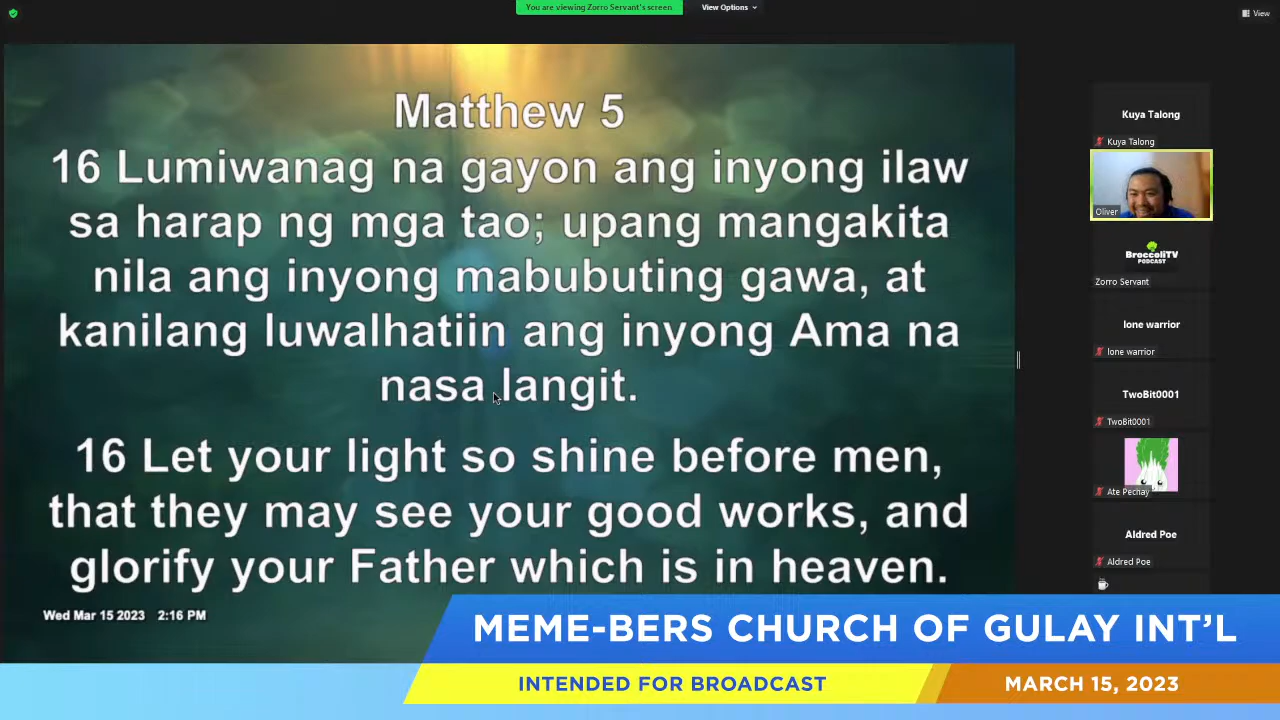 You are viewing Zorro Servant's screen
View Options
View
Matthew 5
16 Lumiwanag na gayon ang inyong ilaw
sa harap ng mga tao; upang mangakita
nila ang inyong mabubuting gawa, at
kanilang luwalhatiin ang inyong Ama na
nasa langit.
16 Let your light so shine before men,
that they may see your good works, and
glorify your Father which is in heaven.
Wed Mar 15 2023 2:16 PM
Kuya Talong
Kuya Talong
Oliver
BroccoliTV
PODCAST
Zorro Servant
lone warrior
lone warrior
TwoBit0001
TwoBit0001
Ate Pechay
Aldred Poe
Aldred Poe
MEME-BERS CHURCH OF GULAY INT'L
INTENDED FOR BROADCAST
MARCH 15, 2023